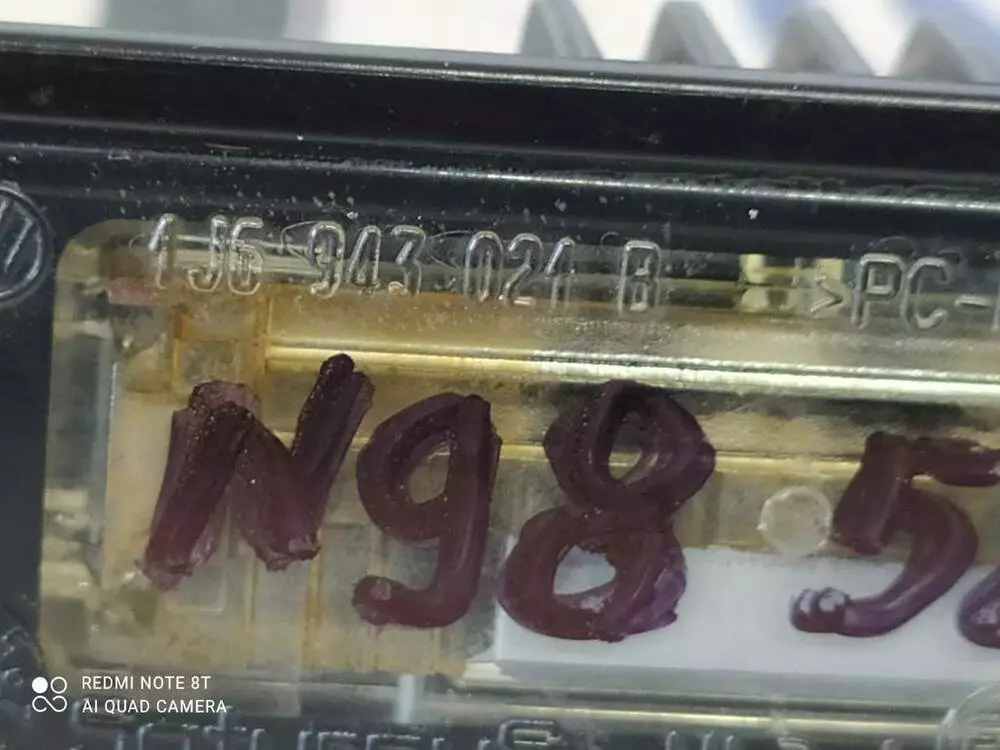 1J6 943 021 B >PC-
N98 5
REDMI NOTE 8T
AI QUAD CAMERA